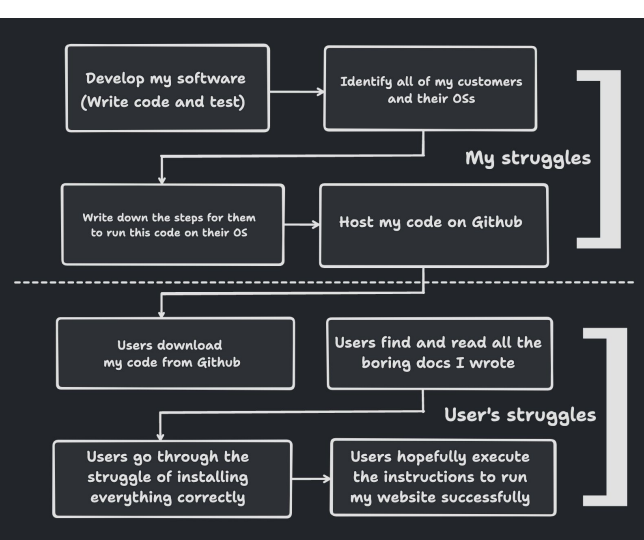 Develop my software
(Write code and test)
Identify all of my customers
and their OSs
My struggles
Write down the steps for them
to run this code on their OS
Host my code on Github
Users download
my code from Github
Users find and read all the
boring docs I wrote
User's struggles
Users go through the
struggle of installing
everything correctly
Users hopefully execute
the instructions to run
my website successfully